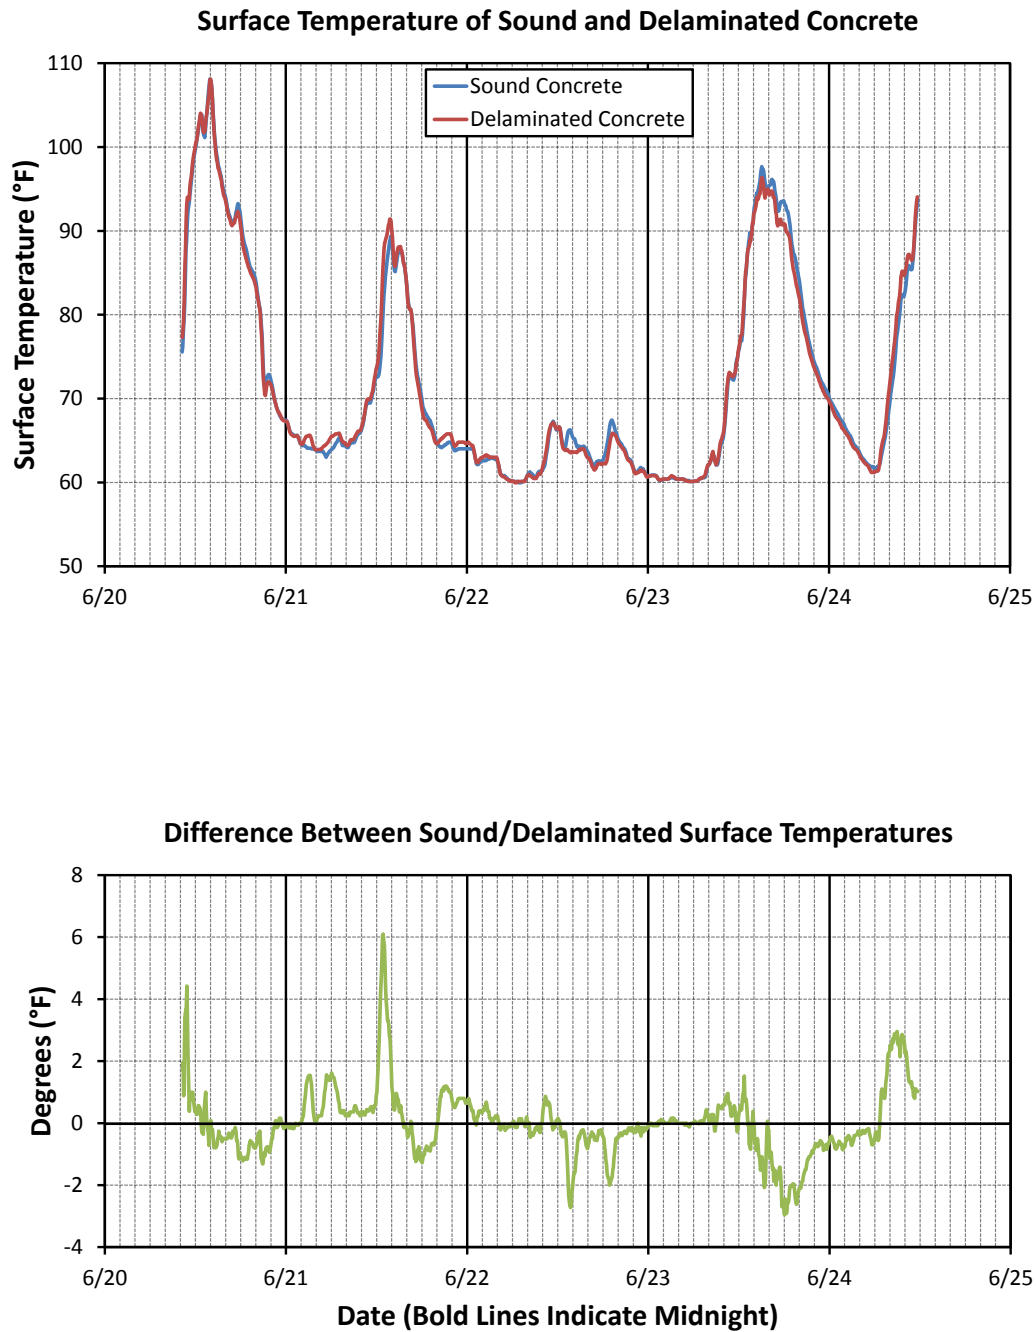 Surface Temperature of Sound and Delaminated Concrete
110
100
90
80
70
60
50
Surface Temperature (°F)
Sound Concrete
Delaminated Concrete
6/20 6/21 6/22 6/23 6/24 6/25
Difference Between Sound/Delaminated Surface Temperatures
8
6
4
2
0
-2
-4
Degrees (°F)
6/20 6/21 6/22 6/23 6/24 6/25
Date (Bold Lines Indicate Midnight)